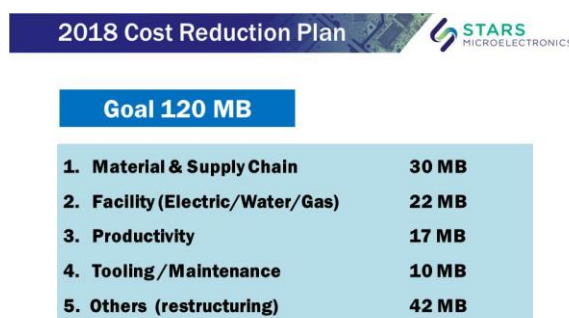 2018 Cost Reduction Plan
STARS
MICROELECTRONICS
Goal 120 MB
1. Material & Supply Chain 30 MB
2. Facility (Electric/Water/Gas) 22 MB
3. Productivity 17 MB
4. Tooling/Maintenance 10 MB
5. Others (restructuring) 42 MB